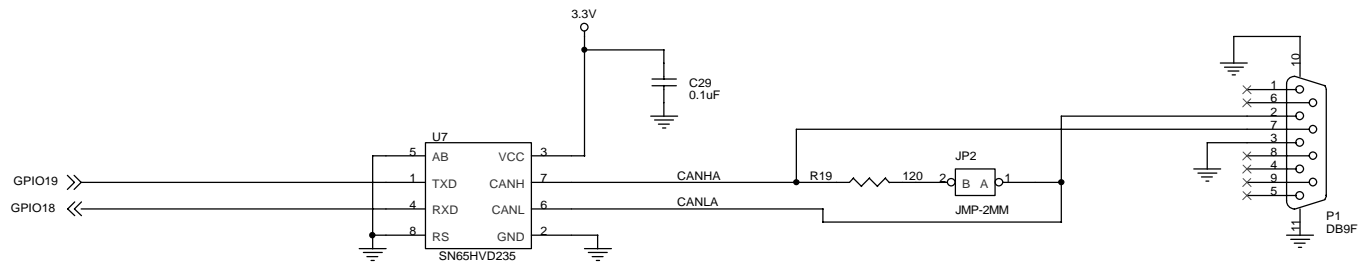 3.3V
10
C29
0.1uF
1
6
2
7
3
8
4
9
5
11
P1
DB9F
U7
5 AB VCC 3
GPIO19 1 TXD CANH 7 CANHA R19 120 2 B A 1
JP2
JMP-2MM
GPIO18 4 RXD CANL 6 CANLA
8 RS GND 2
SN65HVD235